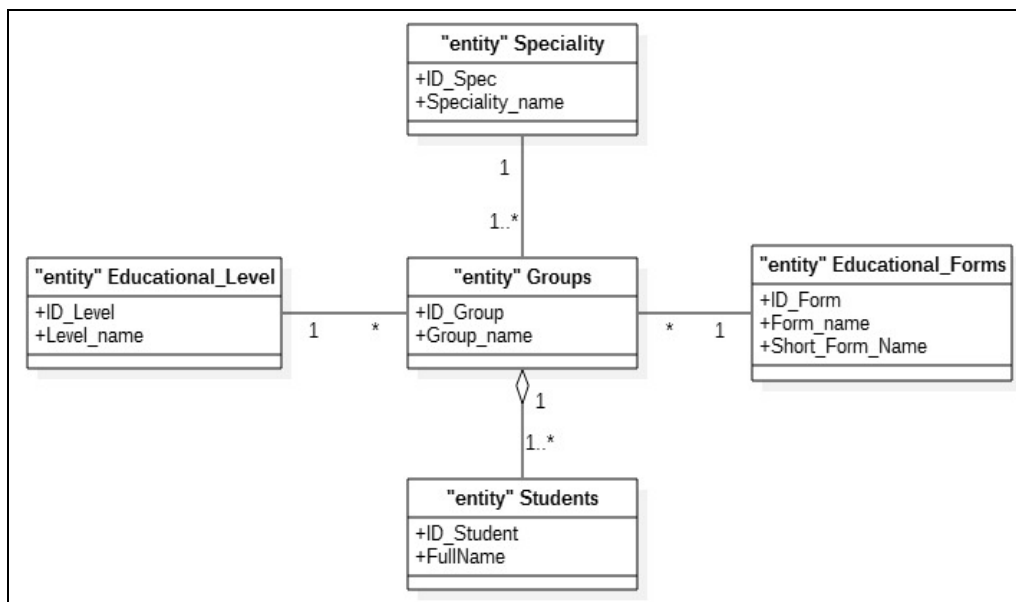 "entity" Speciality
+ID_Spec
+Speciality_name
1
1..*
"entity" Educational_Level
+ID_Level
+Level_name
1
*
"entity" Groups
+ID_Group
+Group_name
*
1
"entity" Educational_Forms
+ID_Form
+Form_name
+Short_Form_Name
1
1..*
"entity" Students
+ID_Student
+FullName